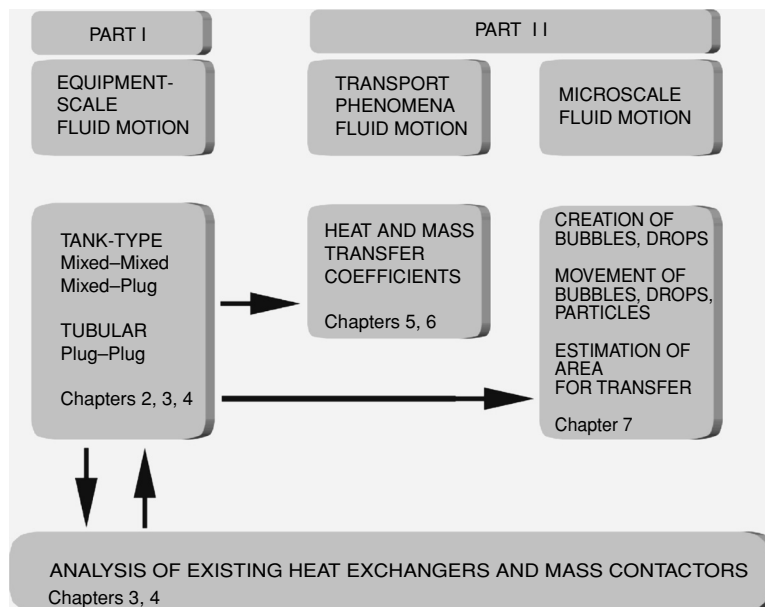 PART I
PART II
EQUIPMENT-
SCALE
FLUID MOTION
TRANSPORT
PHENOMENA
FLUID MOTION
MICROSCALE
FLUID MOTION
TANK-TYPE
Mixed–Mixed
Mixed–Plug
TUBULAR
Plug–Plug
Chapters 2, 3, 4
HEAT AND MASS
TRANSFER
COEFFICIENTS
Chapters 5, 6
CREATION OF
BUBBLES, DROPS
MOVEMENT OF
BUBBLES, DROPS,
PARTICLES
ESTIMATION OF
AREA
FOR TRANSFER
Chapter 7
ANALYSIS OF EXISTING HEAT EXCHANGERS AND MASS CONTACTORS
Chapters 3, 4